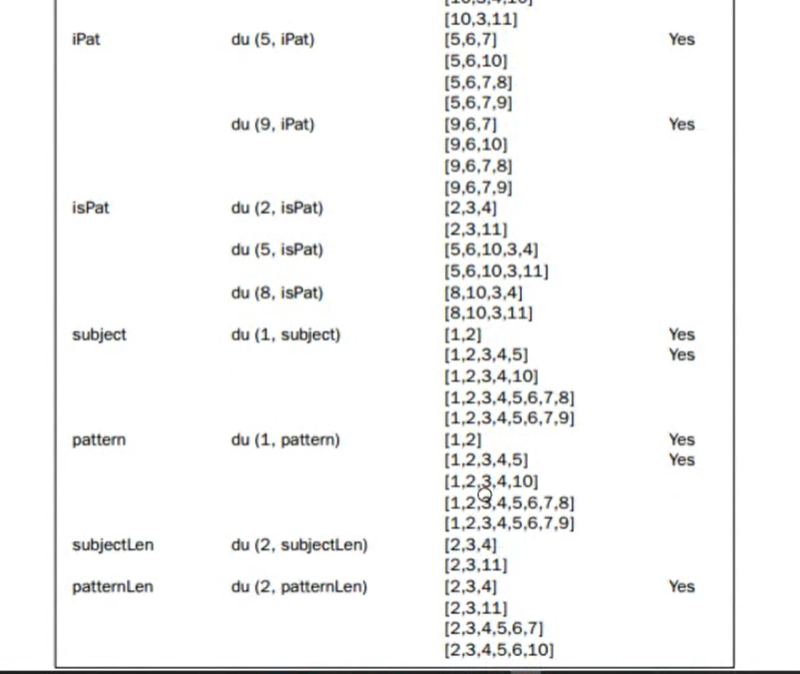 [10,3,11]
iPat du (5, iPat) [5,6,7] Yes
[5,6,10]
[5,6,7,8]
[5,6,7,9]
du (9, iPat) [9,6,7] Yes
[9,6,10]
[9,6,7,8]
[9,6,7,9]
isPat du (2, isPat) [2,3,4]
[2,3,11]
du (5, isPat) [5,6,10,3,4]
[5,6,10,3,11]
du (8, isPat) [8,10,3,4]
[8,10,3,11]
subject du (1, subject) [1,2] Yes
[1,2,3,4,5] Yes
[1,2,3,4,10]
[1,2,3,4,5,6,7,8]
[1,2,3,4,5,6,7,9]
pattern du (1, pattern) [1,2] Yes
[1,2,3,4,5] Yes
[1,2,3,4,10]
[1,2,3,4,5,6,7,8]
[1,2,3,4,5,6,7,9]
subjectLen du (2, subjectLen) [2,3,4]
[2,3,11]
patternLen du (2, patternLen) [2,3,4] Yes
[2,3,11]
[2,3,4,5,6,7]
[2,3,4,5,6,10]